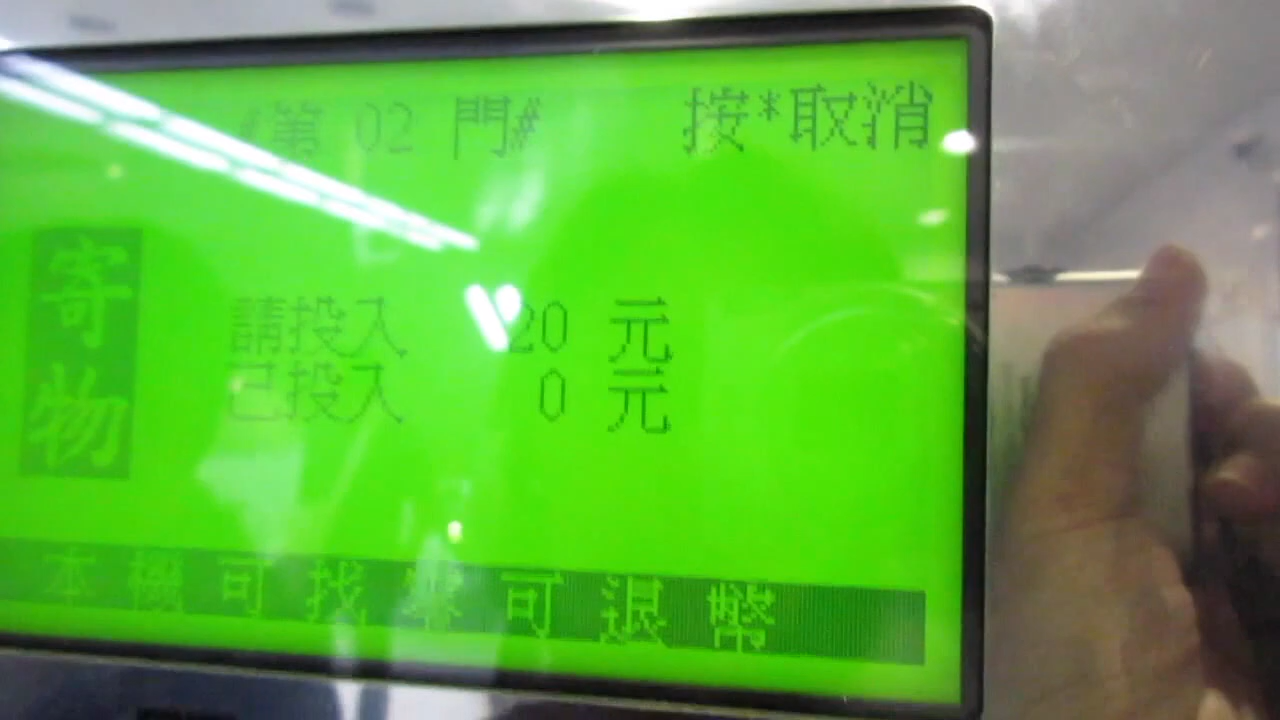 第 02 門# 按*取消
寄物
請投入 20 元
已投入 0 元
本機可找零可退幣